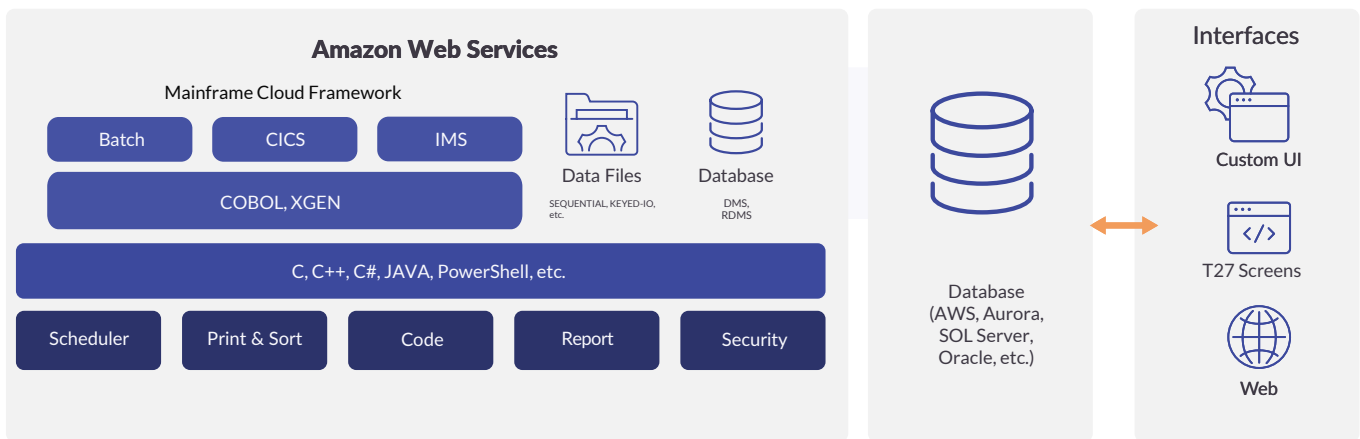 Amazon Web Services
Mainframe Cloud Framework
Batch
CICS
IMS
COBOL, XGEN
Data Files
SEQUENTIAL, KEYED-IO,
etc.
Database
DMS,
RDMS
C, C++, C#, JAVA, PowerShell, etc.
Scheduler
Print & Sort
Code
Report
Security
Database
(AWS, Aurora,
SOL Server,
Oracle, etc.)
Interfaces
Custom UI
</>
T27 Screens
Web